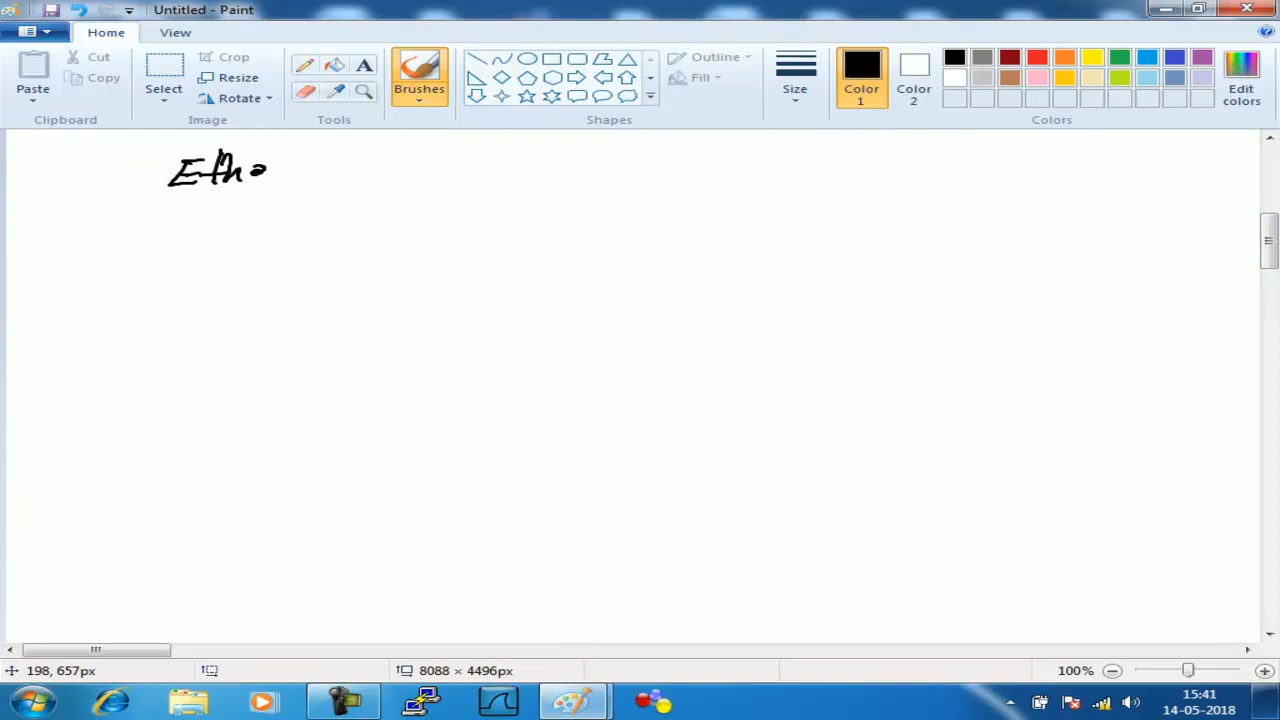 Untitled - Paint
Home View
Paste
Cut
Copy
Clipboard
Select
Crop
Resize
Rotate
Image
Tools
Brushes
Shapes
Outline
Fill
Size
Color 1
Color 2
Edit colors
Colors
Ethe
198, 657px
8088 × 4496px
100%
15:41
14-05-2018